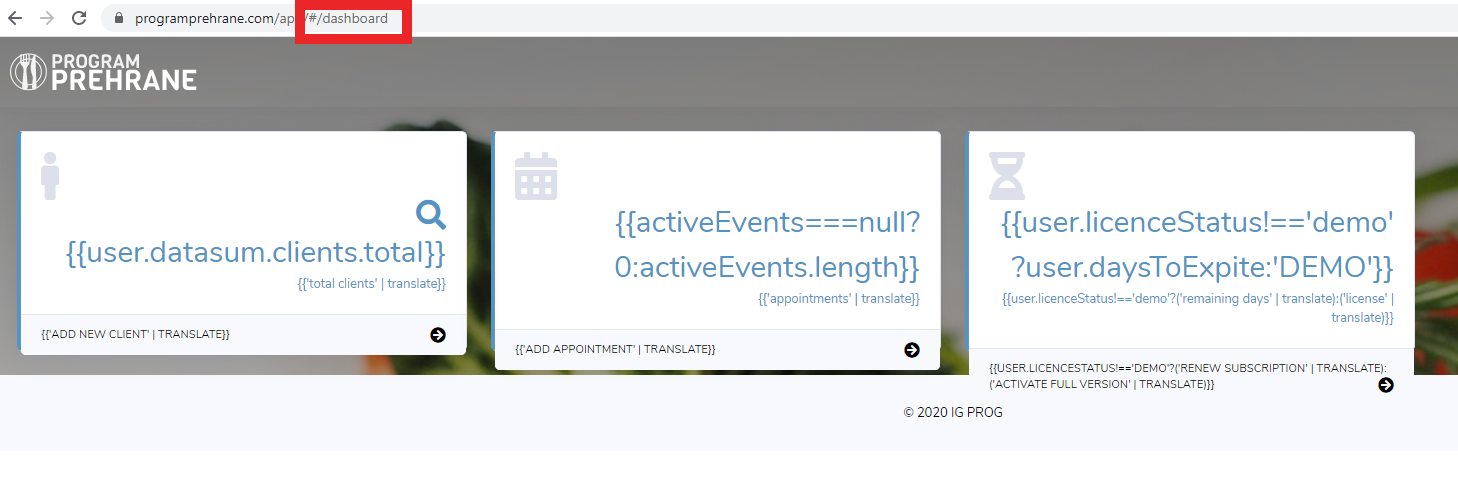 programprehrane.com/ap /#/dashboard
PROGRAM
PREHRANE
{{user.datasum.clients.total}}
{{'total clients' | translate}}
{{'ADD NEW CLIENT' | TRANSLATE}}
{{activeEvents===null?
0:activeEvents.length}}
{{'appointments' | translate}}
{{'ADD APPOINTMENT' | TRANSLATE}}
{{user.licenceStatus!=='demo'
?user.daysToExpite:'DEMO'}}
{{user.licenceStatus!=='demo'?('remaining days' | translate):('license' |
translate)}}
{{USER.LICENCESTATUS!=='DEMO'?('RENEW SUBSCRIPTION' | TRANSLATE):
('ACTIVATE FULL VERSION' | TRANSLATE)}}
© 2020 IG PROG